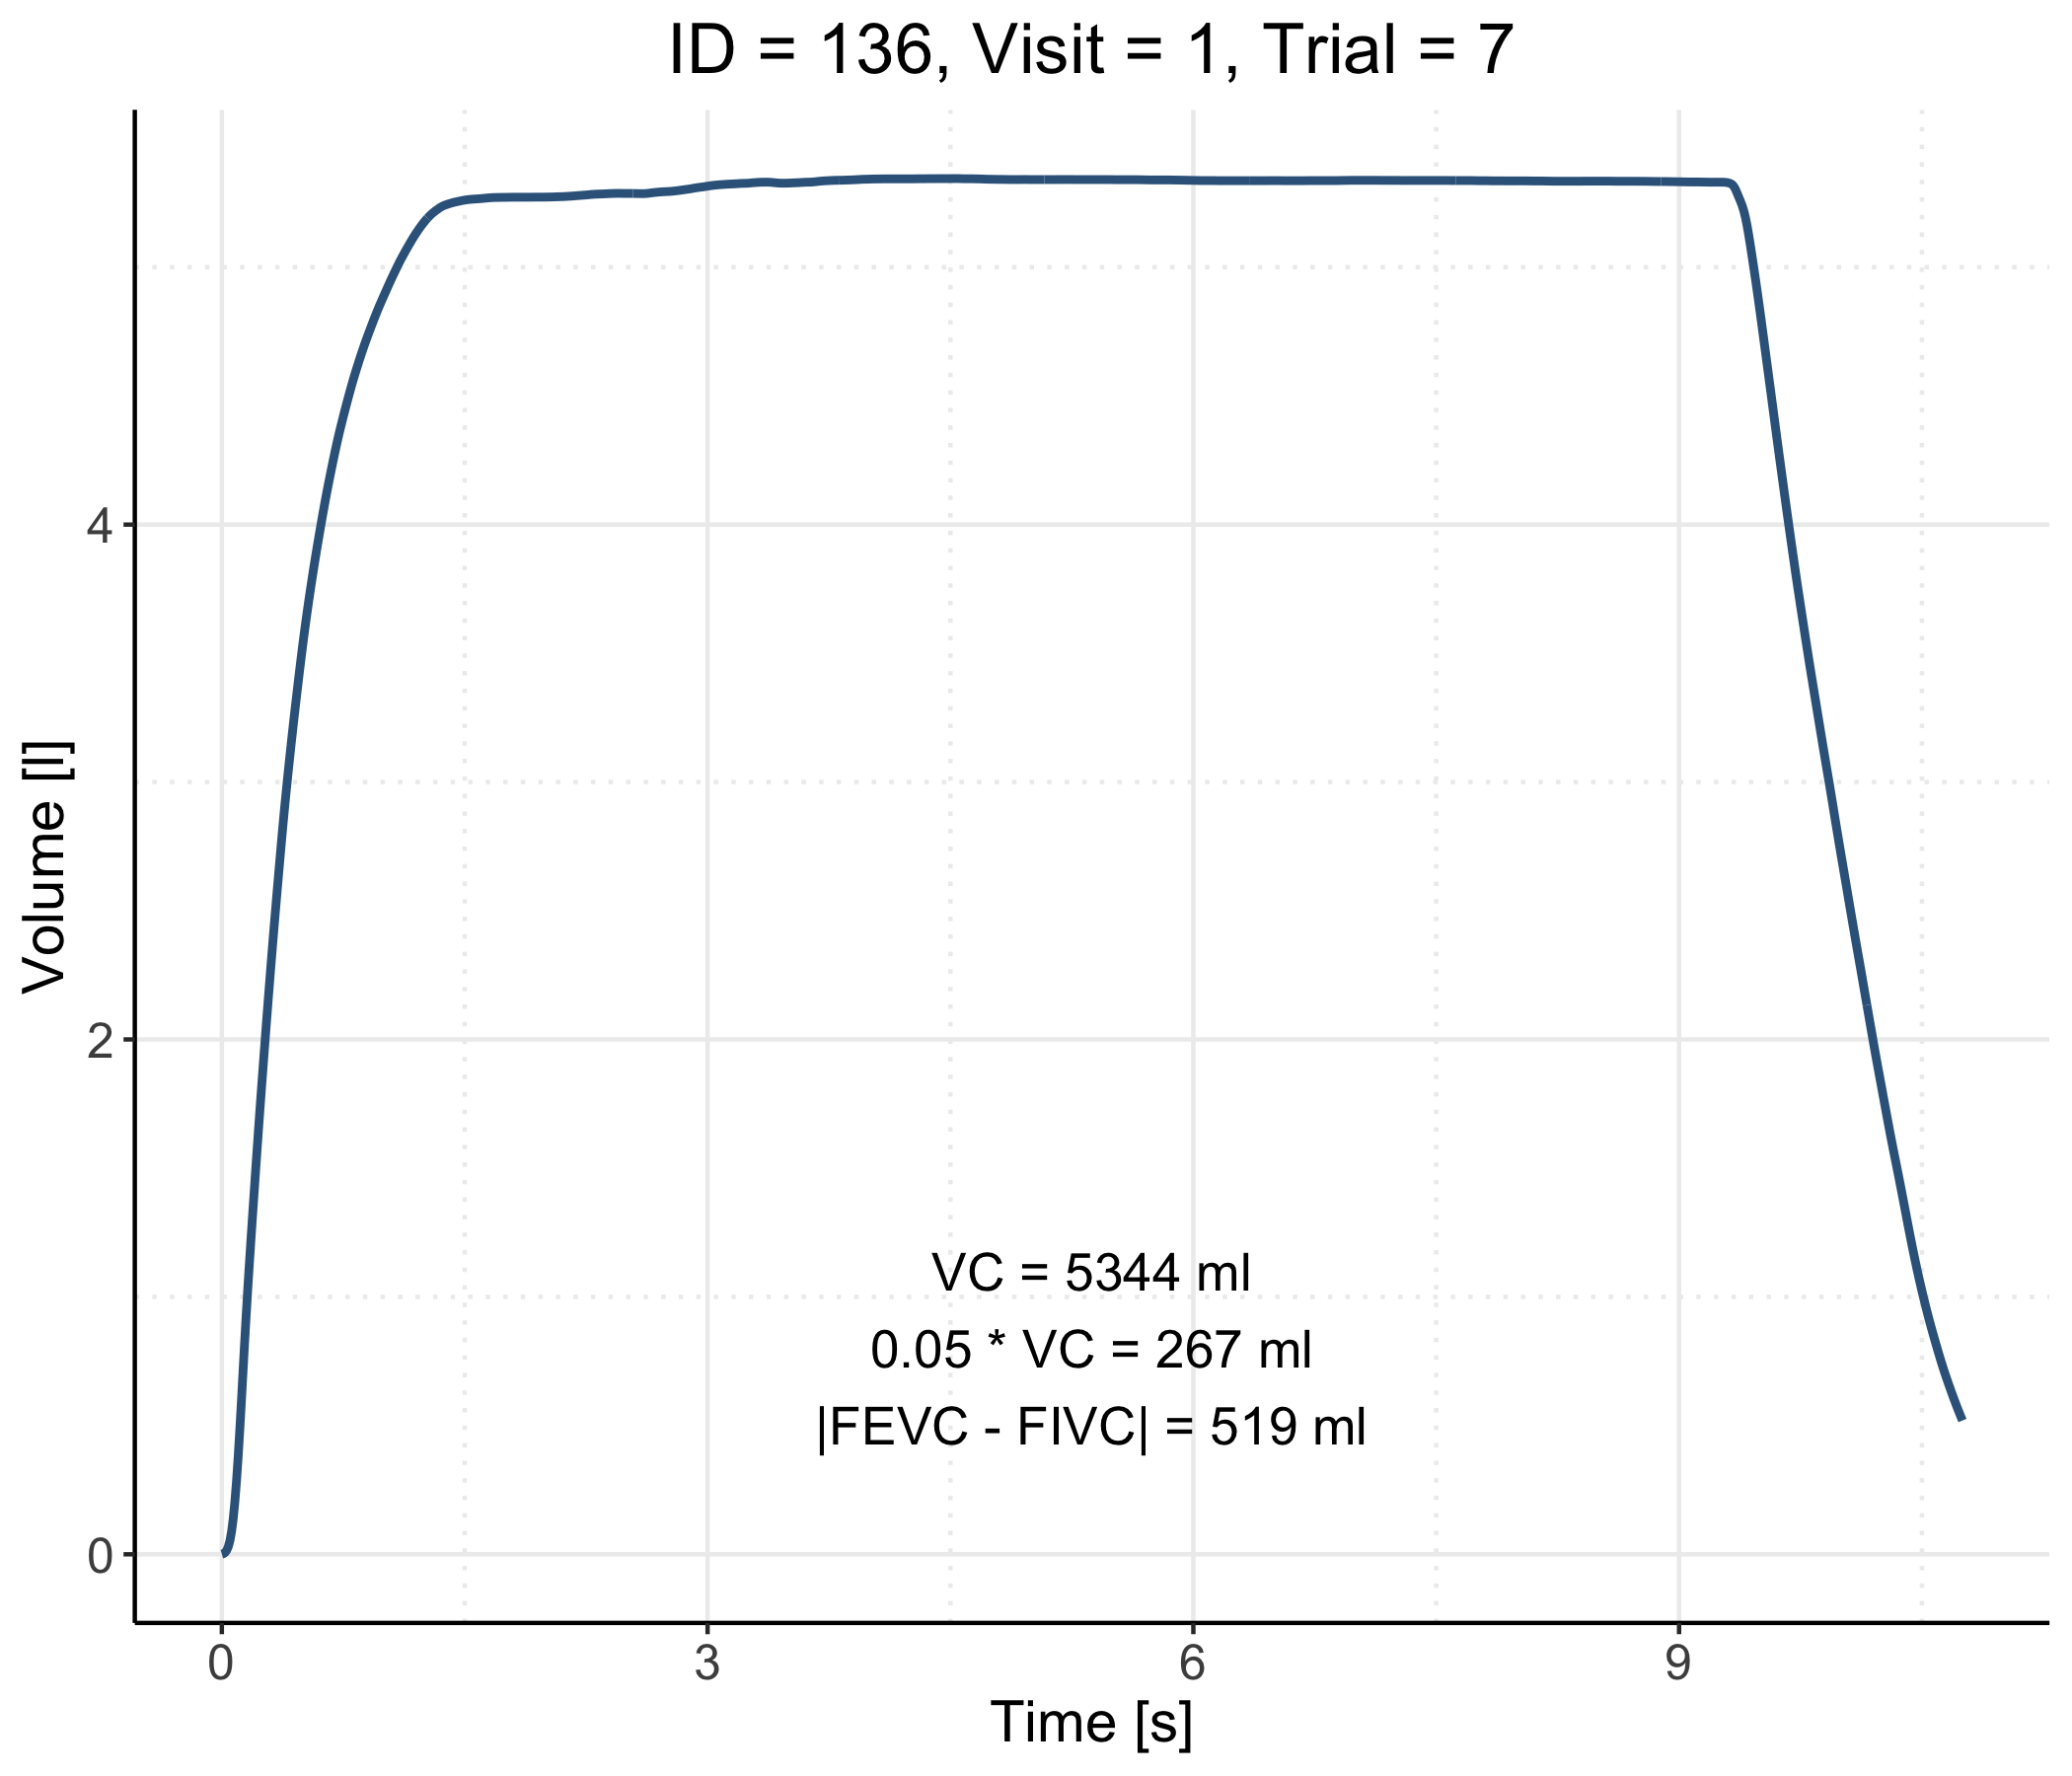 ID = 136, Visit = 1, Trial = 7
Volume [l]
4
2
0
VC = 5344 ml
0.05 * VC = 267 ml
|FEVC - FIVC| = 519 ml
0 3 6 9
Time [s]